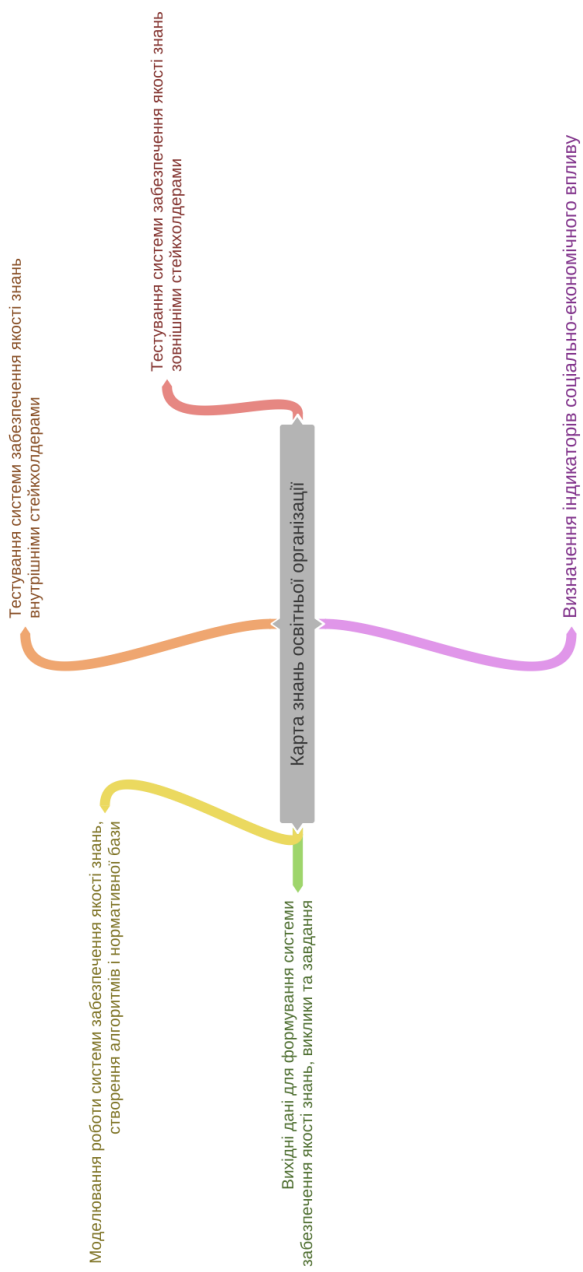 Тестування системи забезпечення якості знань
внутрішніми стейкхолдерами
Тестування системи забезпечення якості знань
зовнішніми стейкхолдерами
Моделювання роботи системи забезпечення якості знань,
створення алгоритмів і нормативної бази
Карта знань освітньої організації
Вихідні дані для формування системи
забезпечення якості знань, виклики та завдання
Визначення індикаторів соціально-економічного впливу